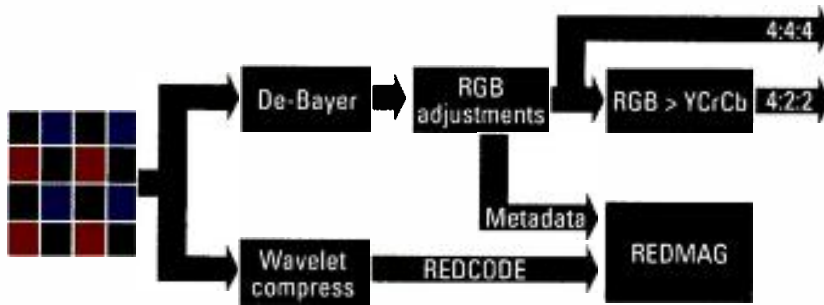 4:4:4
De-Bayer
RGB
adjustments
RGB > YCrCb
4:2:2
Metadata
Wavelet
compress
REDCODE
REDMAG